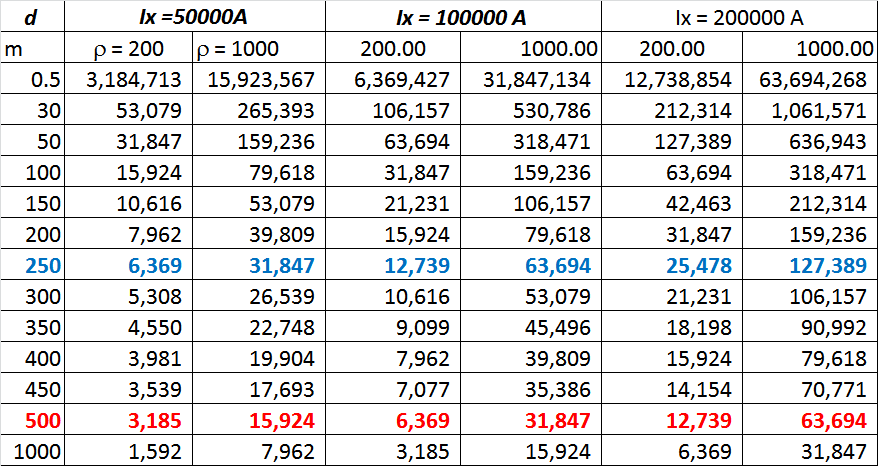 d Ix =50000A Ix = 100000 A Ix = 200000 A
m ρ = 200 ρ = 1000 200.00 1000.00 200.00 1000.00
0.5 3,184,713 15,923,567 6,369,427 31,847,134 12,738,854 63,694,268
30 53,079 265,393 106,157 530,786 212,314 1,061,571
50 31,847 159,236 63,694 318,471 127,389 636,943
100 15,924 79,618 31,847 159,236 63,694 318,471
150 10,616 53,079 21,231 106,157 42,463 212,314
200 7,962 39,809 15,924 79,618 31,847 159,236
250 6,369 31,847 12,739 63,694 25,478 127,389
300 5,308 26,539 10,616 53,079 21,231 106,157
350 4,550 22,748 9,099 45,496 18,198 90,992
400 3,981 19,904 7,962 39,809 15,924 79,618
450 3,539 17,693 7,077 35,386 14,154 70,771
500 3,185 15,924 6,369 31,847 12,739 63,694
1000 1,592 7,962 3,185 15,924 6,369 31,847